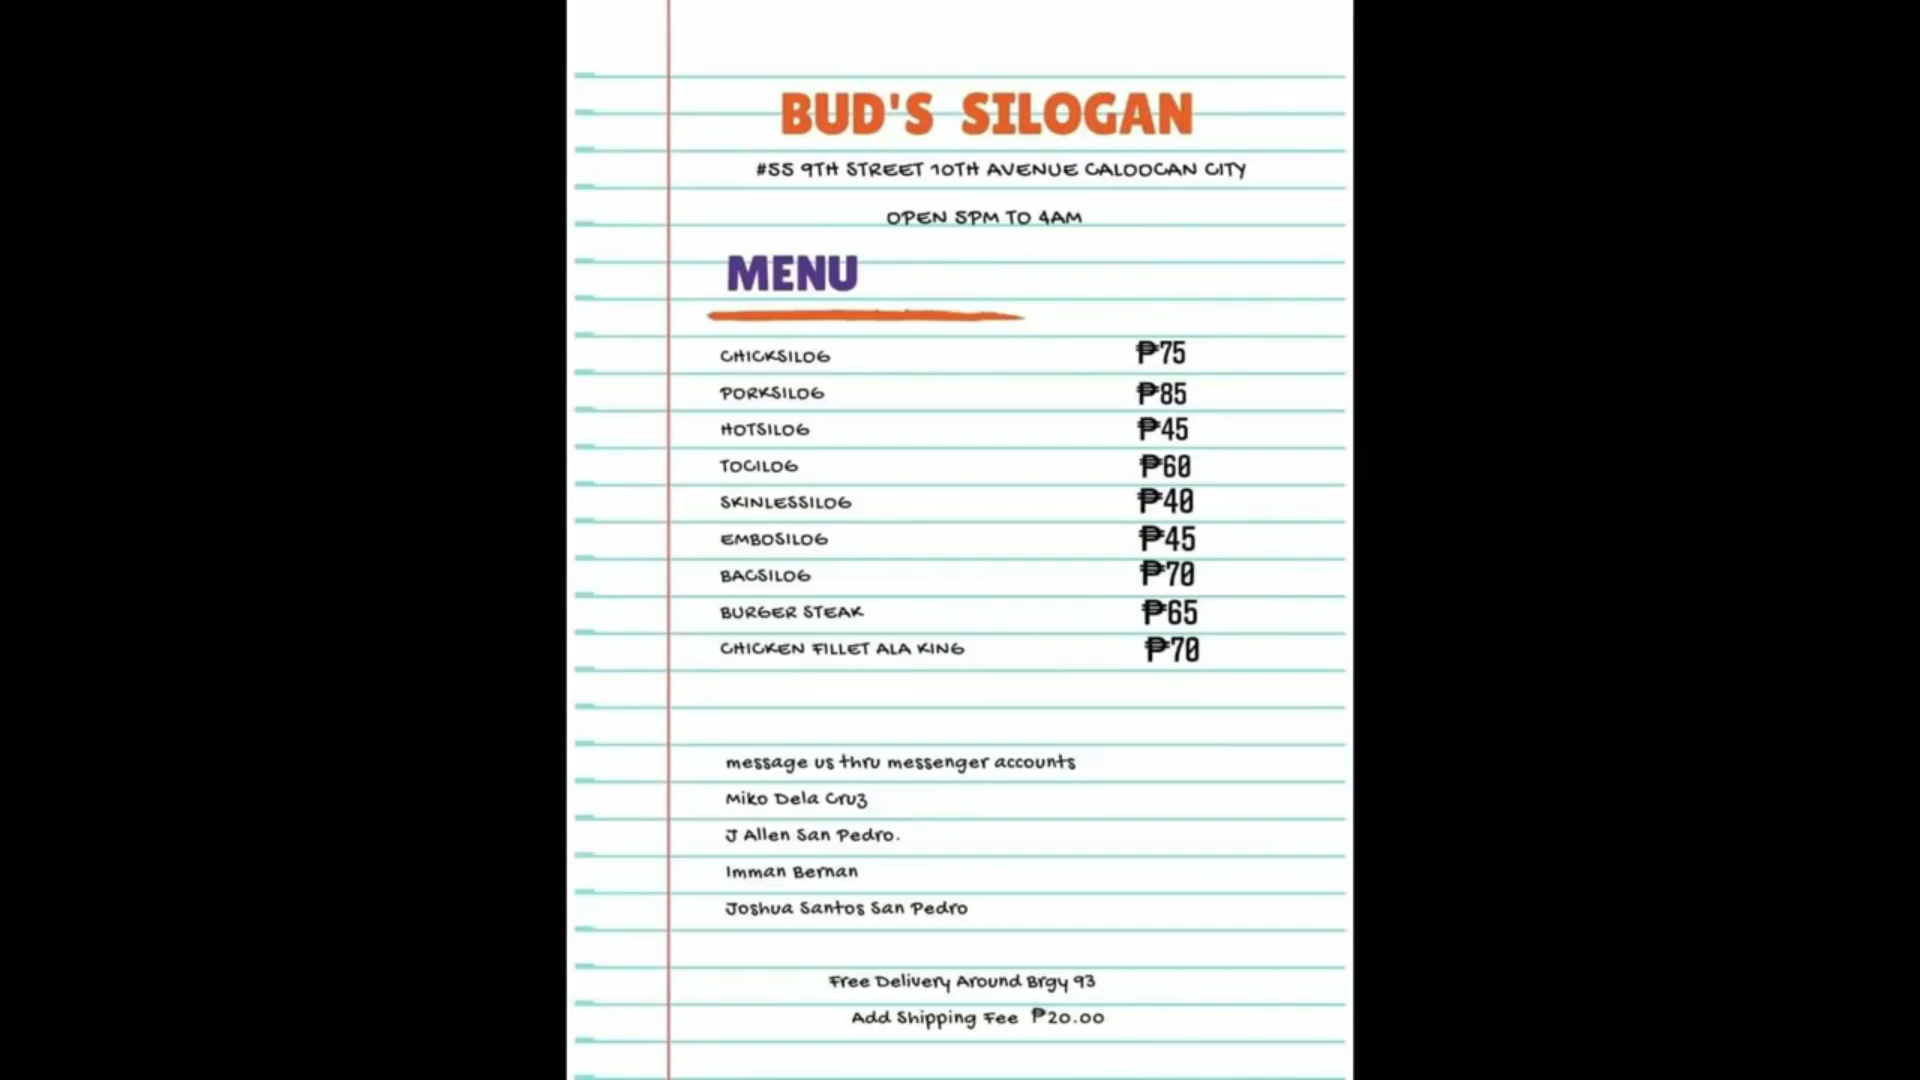 BUD'S SILOGAN
#55 9TH STREET 10TH AVENUE CALOOCAN CITY
OPEN 5PM TO 4AM
MENU
CHICKSILOG ₱75
PORKSILOG ₱85
HOTSILOG ₱45
TOCILOG ₱60
SKINLESSILOG ₱40
EMBOSILOG ₱45
BACSILOG ₱70
BURGER STEAK ₱65
CHICKEN FILLET ALA KING ₱70
message us thru messenger accounts
Miko Dela Cruz
J Allen San Pedro.
Imman Bernan
Joshua Santos San Pedro
Free Delivery Around Brgy 93
Add Shipping Fee ₱20.00